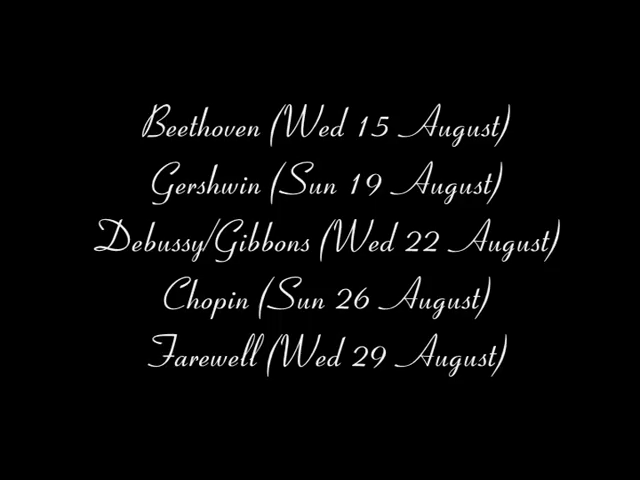 Beethoven (Wed 15 August)
Gershwin (Sun 19 August)
Debussy/Gibbons (Wed 22 August)
Chopin (Sun 26 August)
Farewell (Wed 29 August)